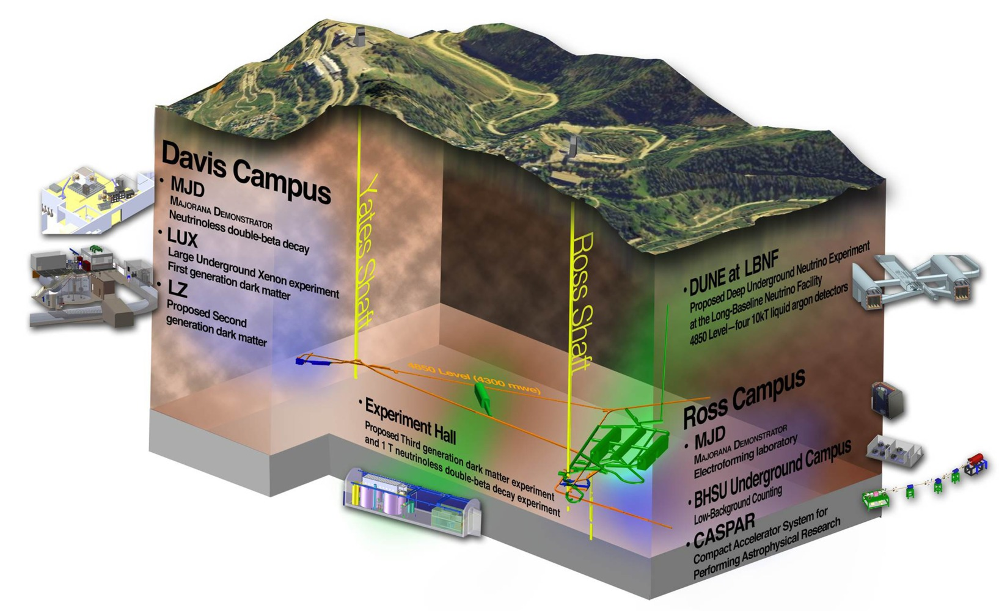 Davis Campus
• MJD
MAJORANA DEMONSTRATOR
Neutrinoless double-beta decay
• LUX
Large Underground Xenon experiment
First generation dark matter
• LZ
Proposed Second
generation dark matter
Yates Shaft
Ross Shaft
4850 Level (4300 mwe)
• Experiment Hall
Proposed Third generation dark matter experiment
and 1 T neutrinoless double-beta decay experiment
• DUNE at LBNF
Proposed Deep Underground Neutrino Experiment
at the Long-Baseline Neutrino Facility
4850 Level—four 10kT liquid argon detectors
Ross Campus
• MJD
MAJORANA DEMONSTRATOR
Electroforming laboratory
• BHSU Underground Campus
Low-Background Counting
• CASPAR
Compact Accelerator System for
Performing Astrophysical Research